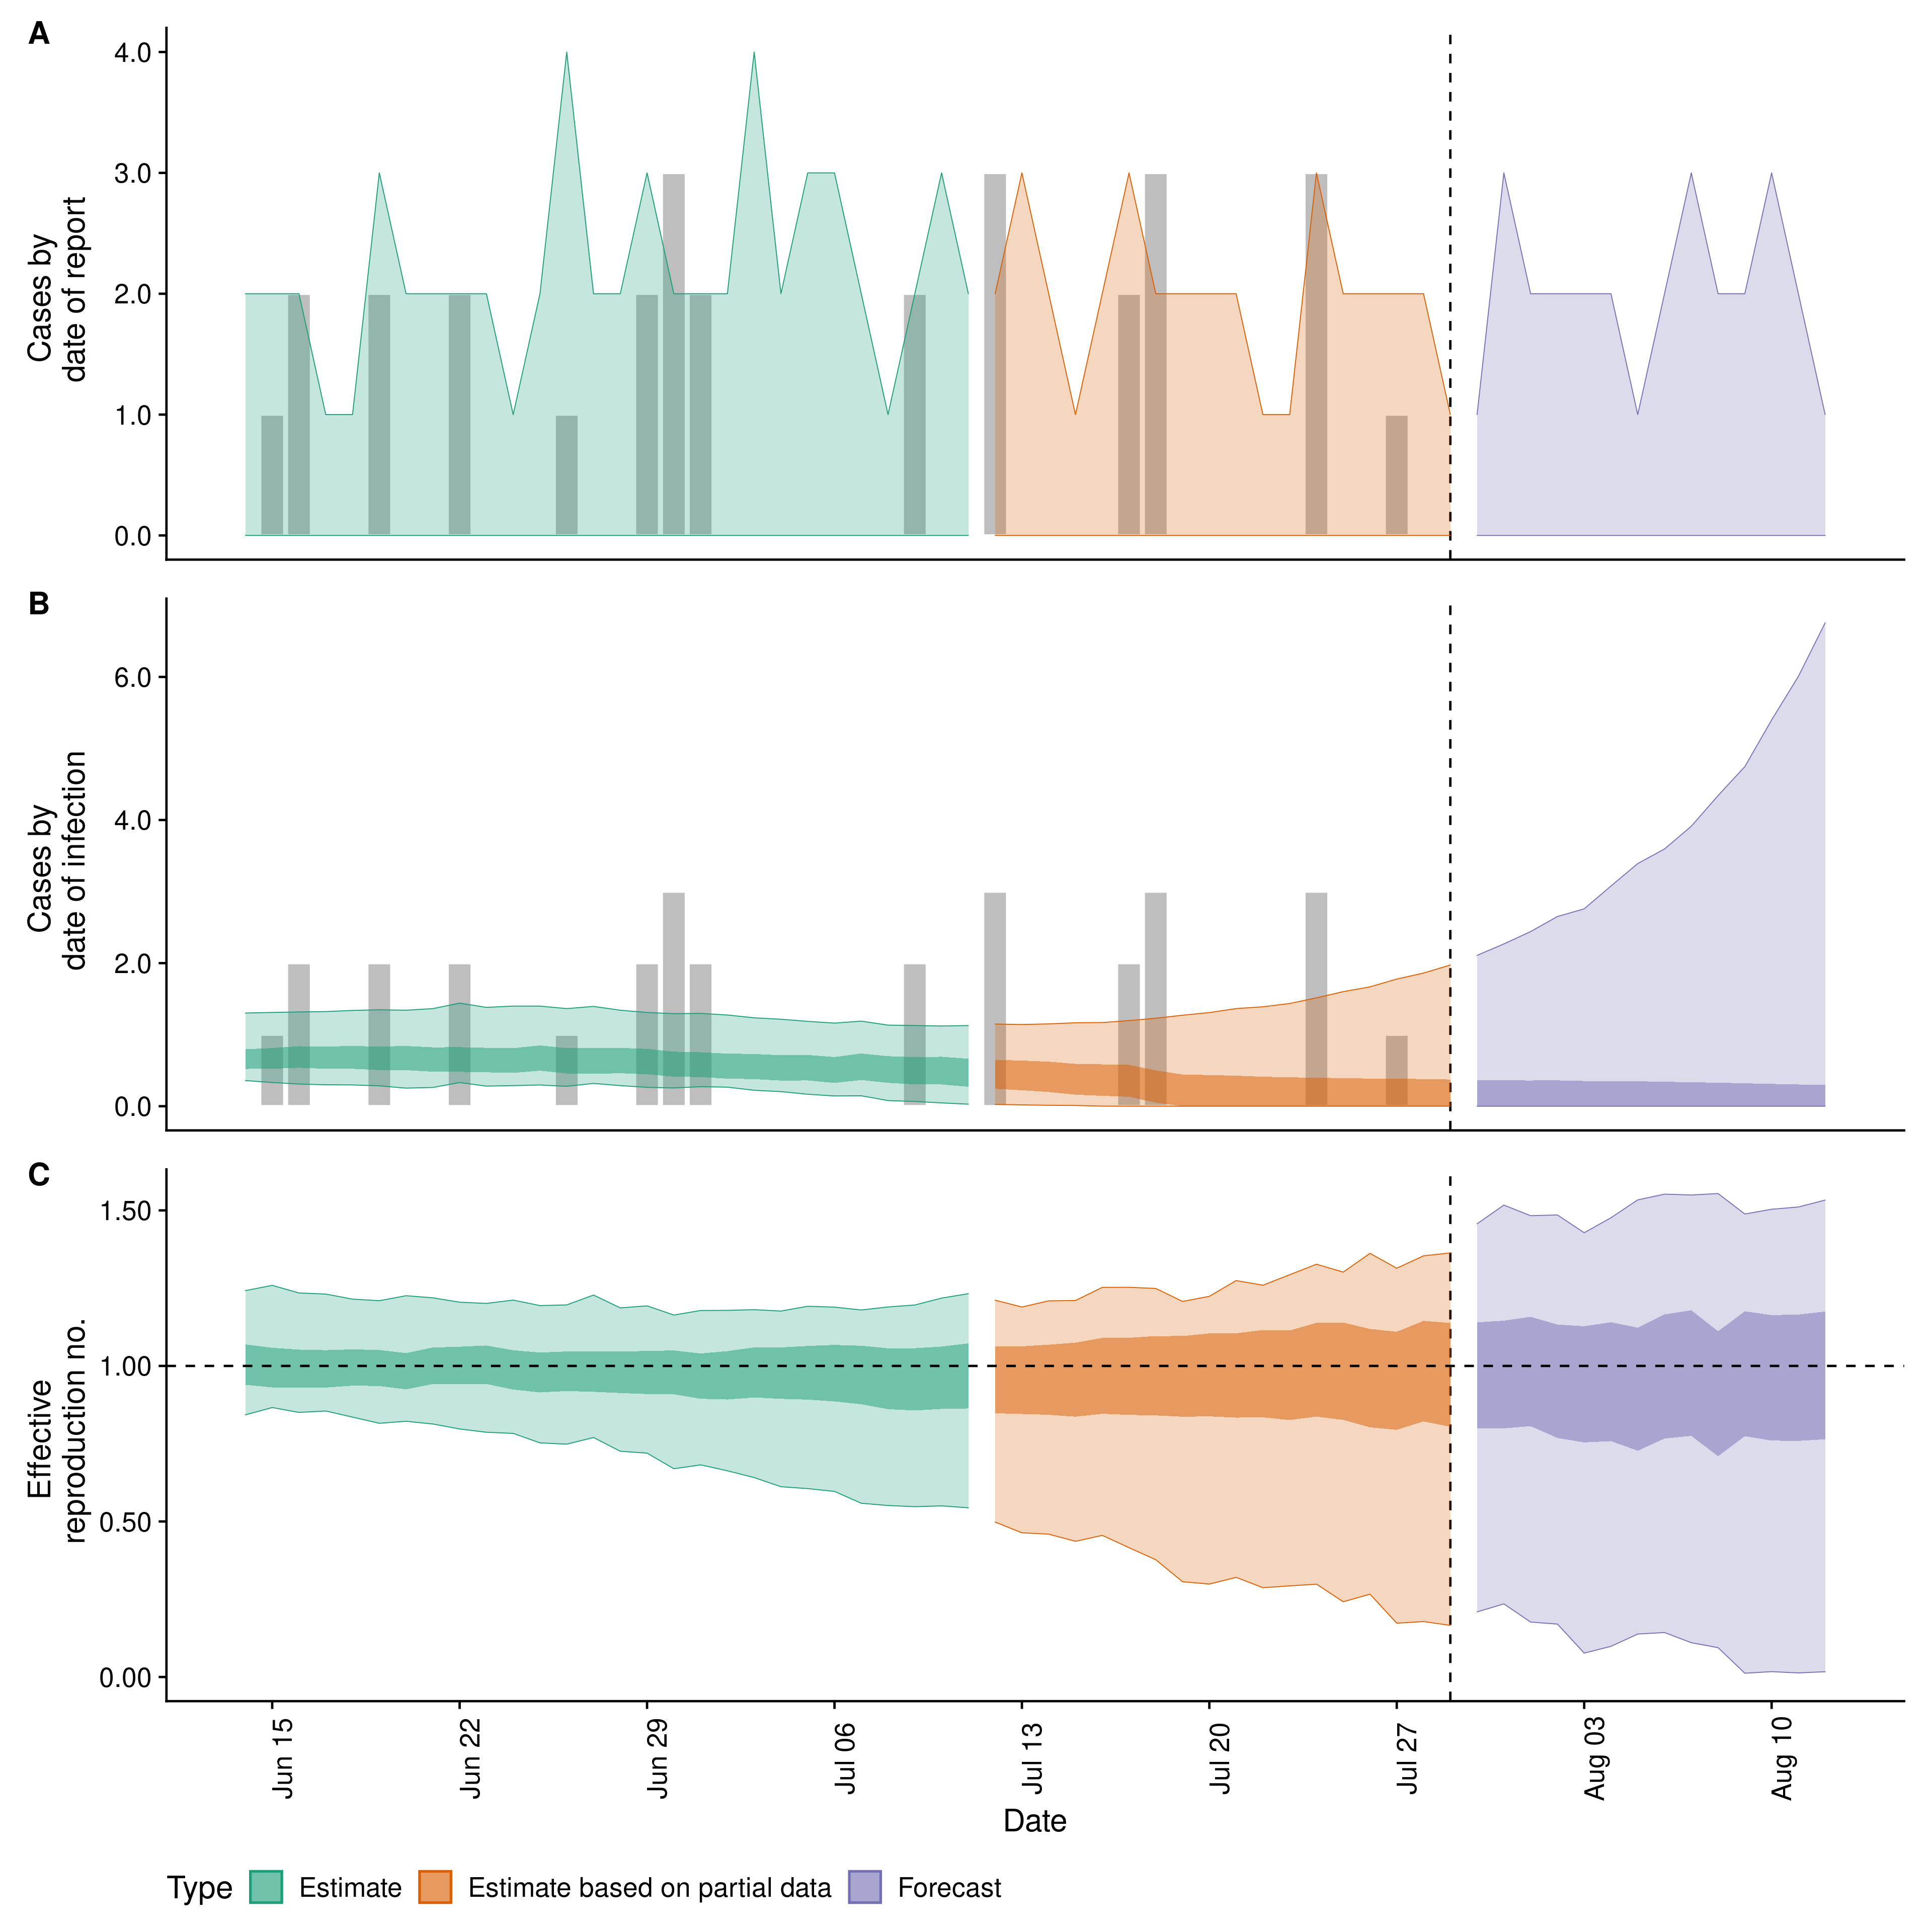 A
4.0
3.0
2.0
1.0
0.0
Cases by
date of report
B
6.0
4.0
2.0
0.0
Cases by
date of infection
C
1.50
1.00
0.50
0.00
Effective
reproduction no.
Jun 15
Jun 22
Jun 29
Jul 06
Jul 13
Jul 20
Jul 27
Aug 03
Aug 10
Date
Type Estimate Estimate based on partial data Forecast